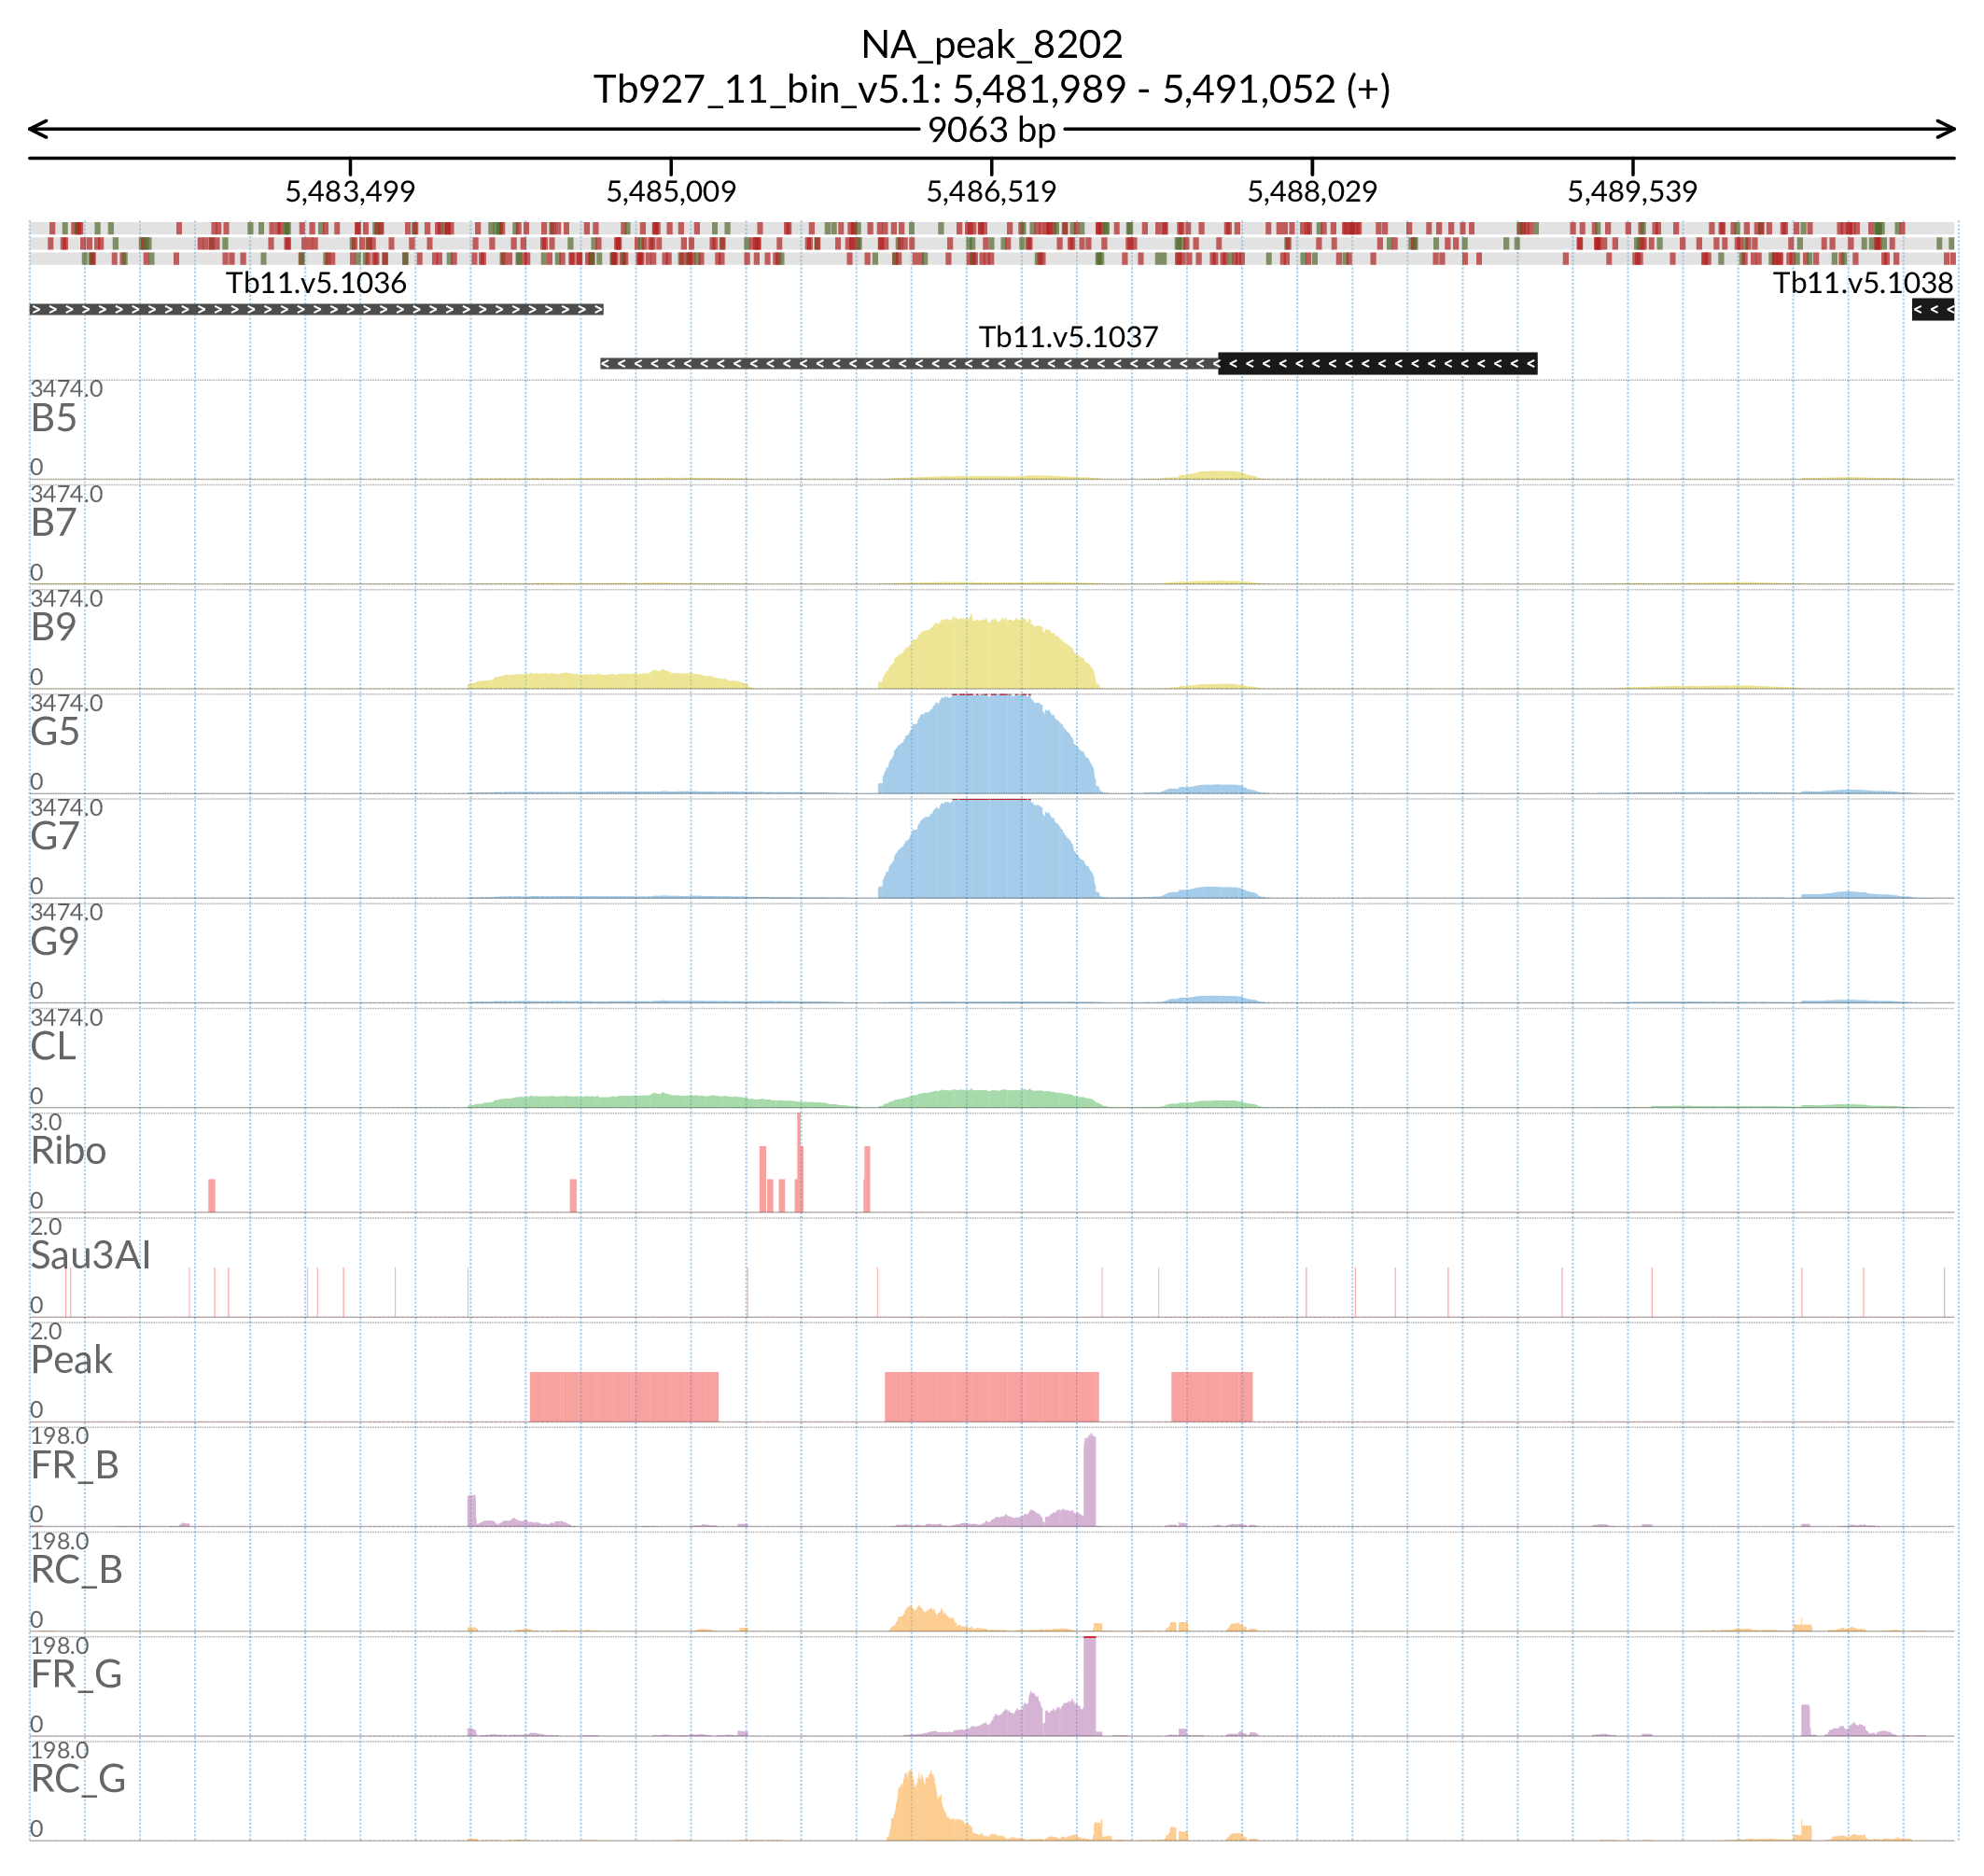 NA_peak_8202
Tb927_11_bin_v5.1: 5,481,989 - 5,491,052 (+)
9063 bp
5,483,499 5,485,009 5,486,519 5,488,029 5,489,539
Tb11.v5.1036 Tb11.v5.1038
Tb11.v5.1037
3474.0
B5
0
3474.0
B7
0
3474.0
B9
0
3474.0
G5
0
3474.0
G7
0
3474.0
G9
0
3474.0
CL
0
3.0
Ribo
0
2.0
Sau3AI
0
2.0
Peak
0
198.0
FR_B
0
198.0
RC_B
0
198.0
FR_G
0
198.0
RC_G
0